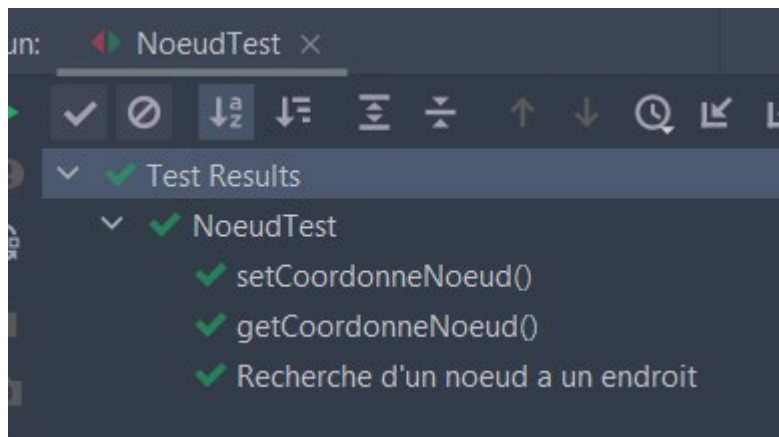 un: NoeudTest
Test Results
NoeudTest
setCoordonneNoeud()
getCoordonneNoeud()
Recherche d'un noeud a un endroit